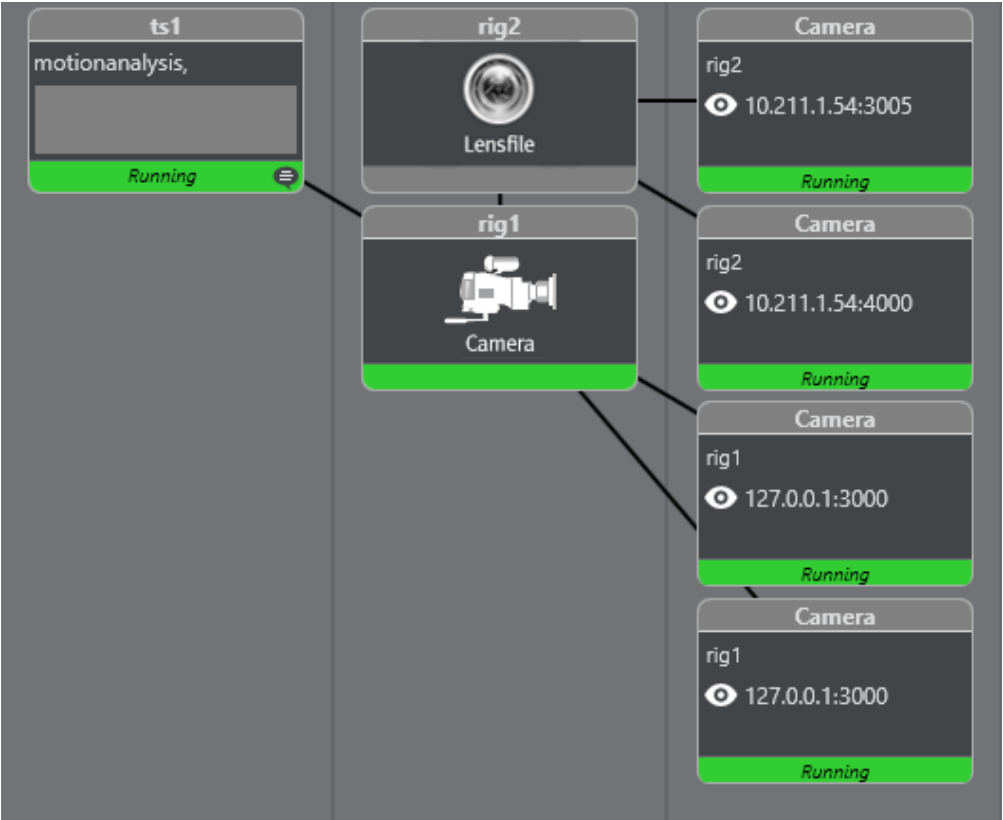 ts1
motionanalysis,
Running
rig2
Lensfile
rig1
Camera
Camera
rig2
10.211.1.54:3005
Running
Camera
rig2
10.211.1.54:4000
Running
Camera
rig1
127.0.0.1:3000
Running
Camera
rig1
127.0.0.1:3000
Running